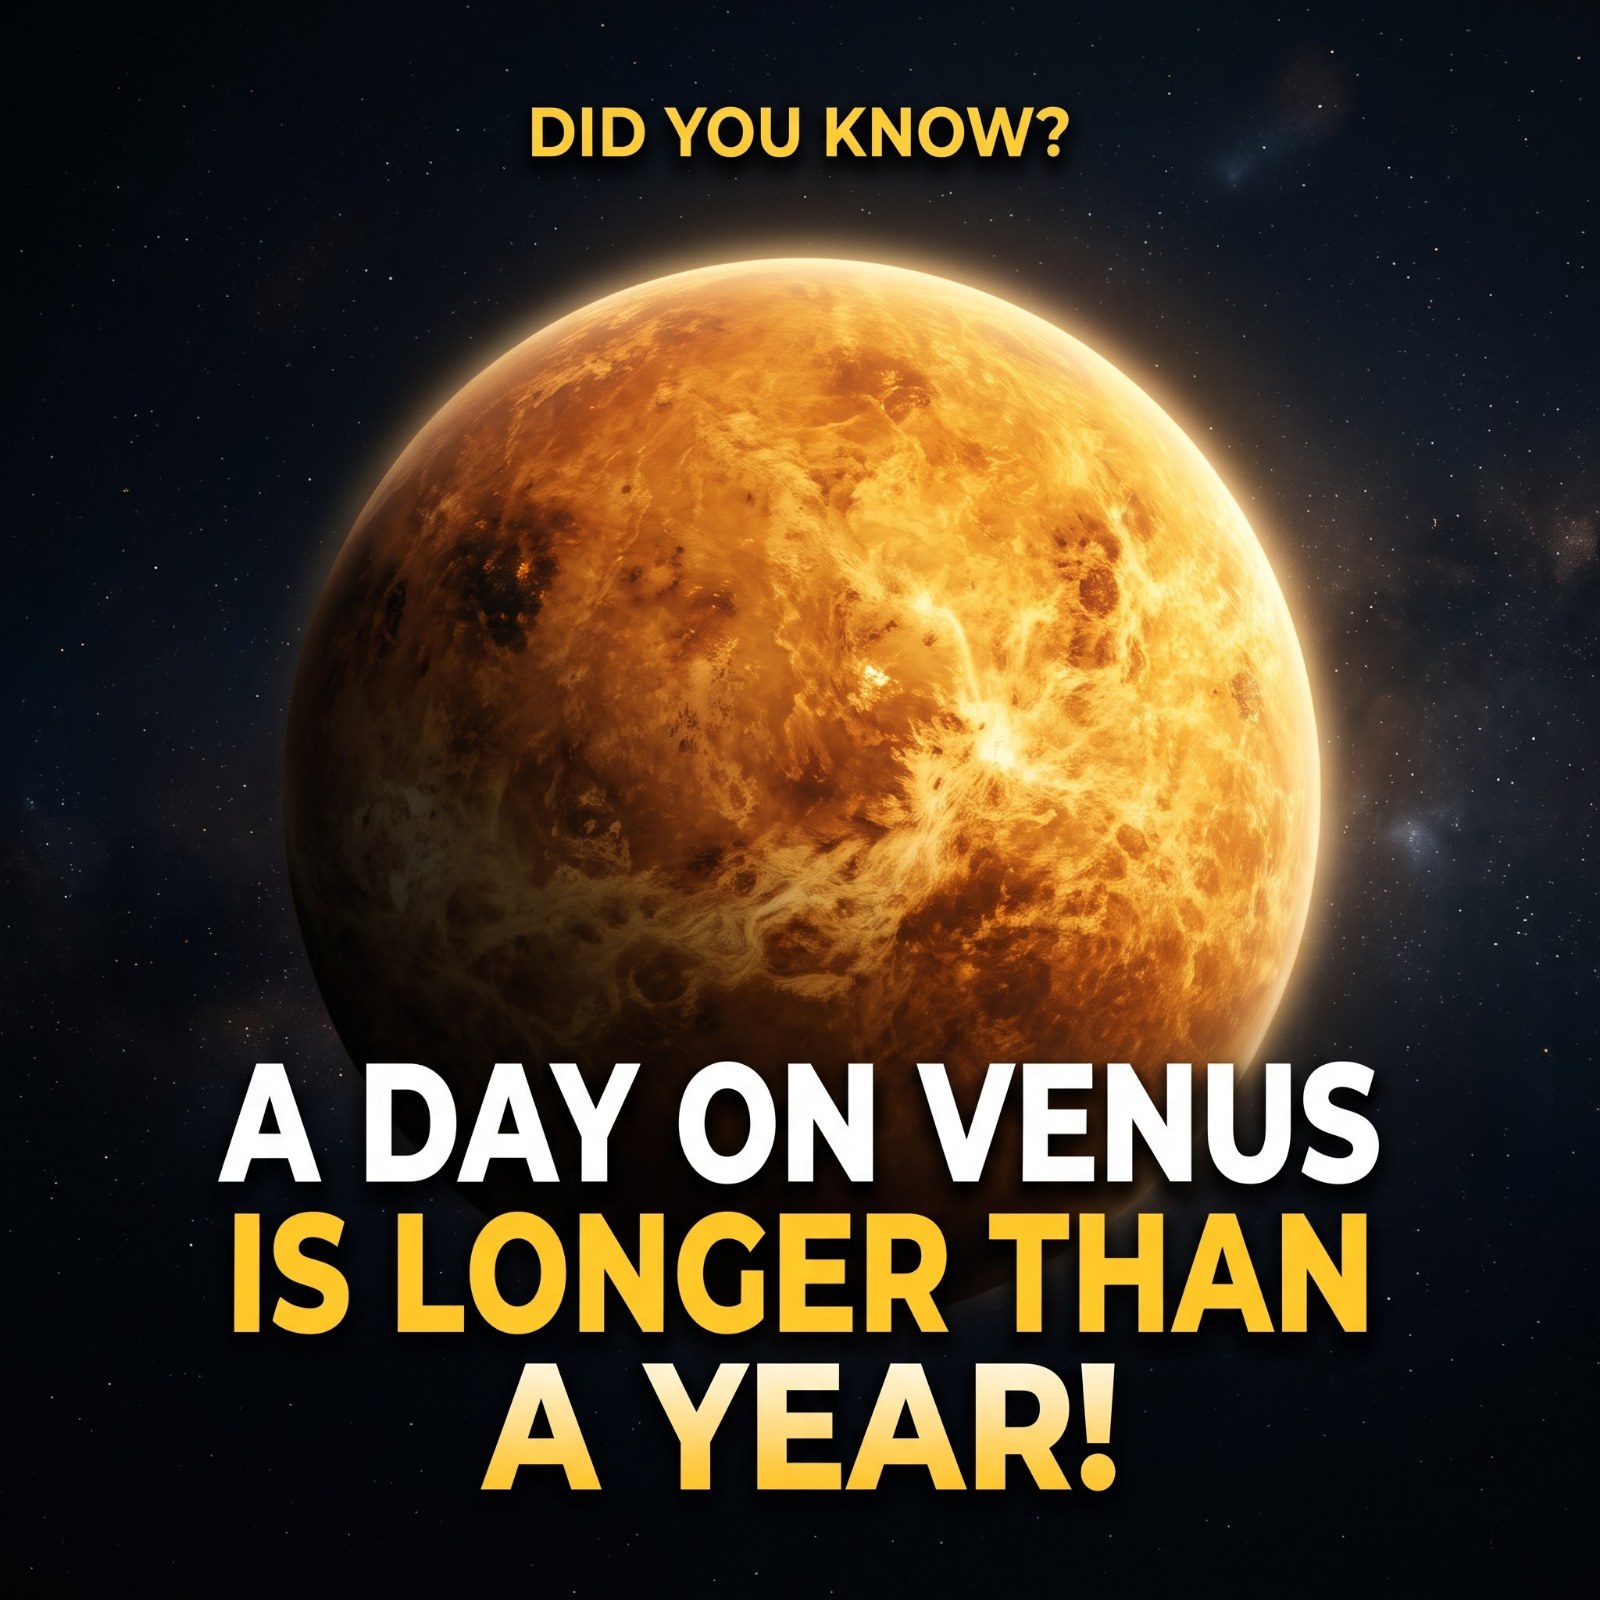 DID YOU KNOW?
A DAY ON VENUS
IS LONGER THAN
A YEAR!